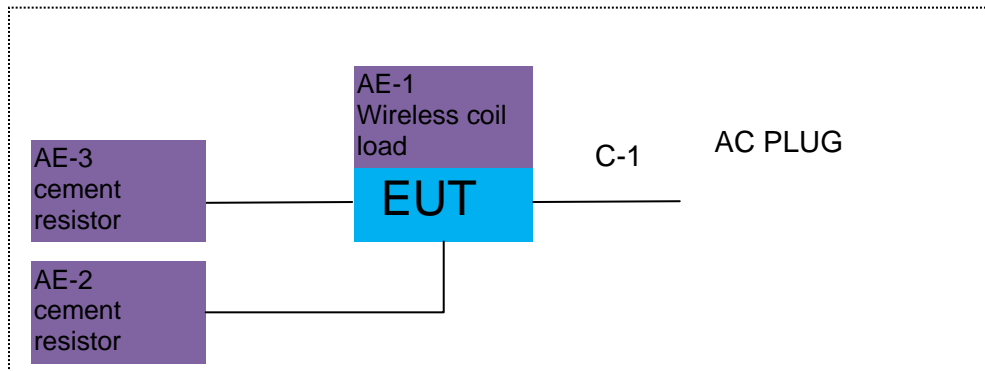 AE-1
Wireless coil
load
EUT
C-1
AC PLUG
AE-3
cement
resistor
AE-2
cement
resistor